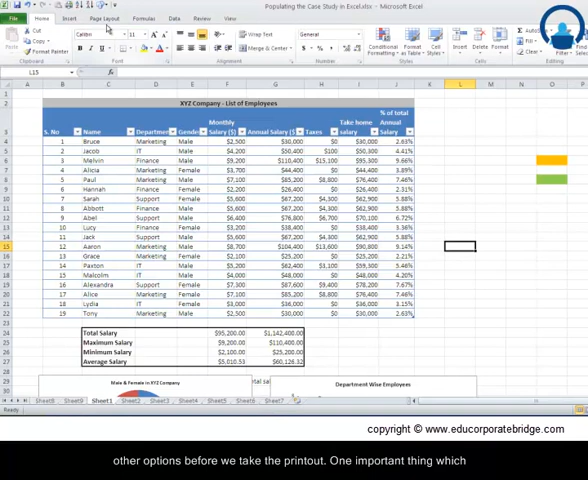 Populating the Case Study in Excel.xlsx - Microsoft Excel
File Home Insert Page Layout Formulas Data Review View
Cut
Copy
Format Painter
Clipboard
Calibri 11
Font
Wrap Text
Merge & Center
Alignment
General
Number
Conditional Format Cell
Styles
Insert Delete Format
Cells
AutoSum
Fill
Clear
L15 fx
A B C D E F G H I J K L M N O
XYZ Company - List of Employees
S. No Name Departmen Gende Monthly Salary ($) Annual Salary ($) Taxes Take home salary % of total Annual Salary
1 Bruce Marketing Male $2,500 $30,000 $0 $30,000 2.63%
2 Jacob IT Male $4,200 $50,400 $100 $50,300 4.41%
3 Melvin Finance Male $9,200 $110,400 $15,100 $95,300 9.66%
4 Alicia Marketing Female $3,700 $44,400 $0 $44,400 3.89%
5 Paul Marketing Male $7,100 $85,200 $8,800 $76,400 7.46%
6 Hannah Finance Male $2,200 $26,400 $0 $26,400 2.31%
7 Sarah Support Female $5,600 $67,200 $4,300 $62,900 5.88%
8 Abbott Finance Male $5,600 $67,200 $4,300 $62,900 5.88%
9 Abel Support Male $6,400 $76,800 $6,700 $70,100 6.72%
10 Lucy Finance Female $3,200 $38,400 $0 $38,400 3.36%
11 Jack Support Male $5,600 $67,200 $4,300 $62,900 5.88%
12 Aaron Marketing Male $8,700 $104,400 $13,600 $90,800 9.14%
13 Grace Marketing Female $2,100 $25,200 $0 $25,200 2.21%
14 Paxton IT Male $5,200 $62,400 $3,100 $59,300 5.46%
15 Malcolm IT Male $4,000 $48,000 $0 $48,000 4.20%
16 Alexandra Support Female $7,300 $87,600 $9,400 $78,200 7.67%
17 Alice Marketing Female $7,100 $85,200 $8,800 $76,400 7.46%
18 Lydia IT Female $3,000 $36,000 $0 $36,000 3.15%
19 Tony Marketing Male $2,500 $30,000 $0 $30,000 2.63%
Total Salary $95,200.00 $1,142,400.00
Maximum Salary $9,200.00 $110,400.00
Minimum Salary $2,100.00 $25,200.00
Average Salary $5,010.53 $60,126.32
Male & Female in XYZ Company
Department Wise Employees
Sheet8 Sheet9 Sheet1 Sheet2 Sheet3 Sheet4 Sheet5 Sheet6 Sheet7
Ready
copyright © www.educorporatebridge.com
other options before we take the printout. One important thing which